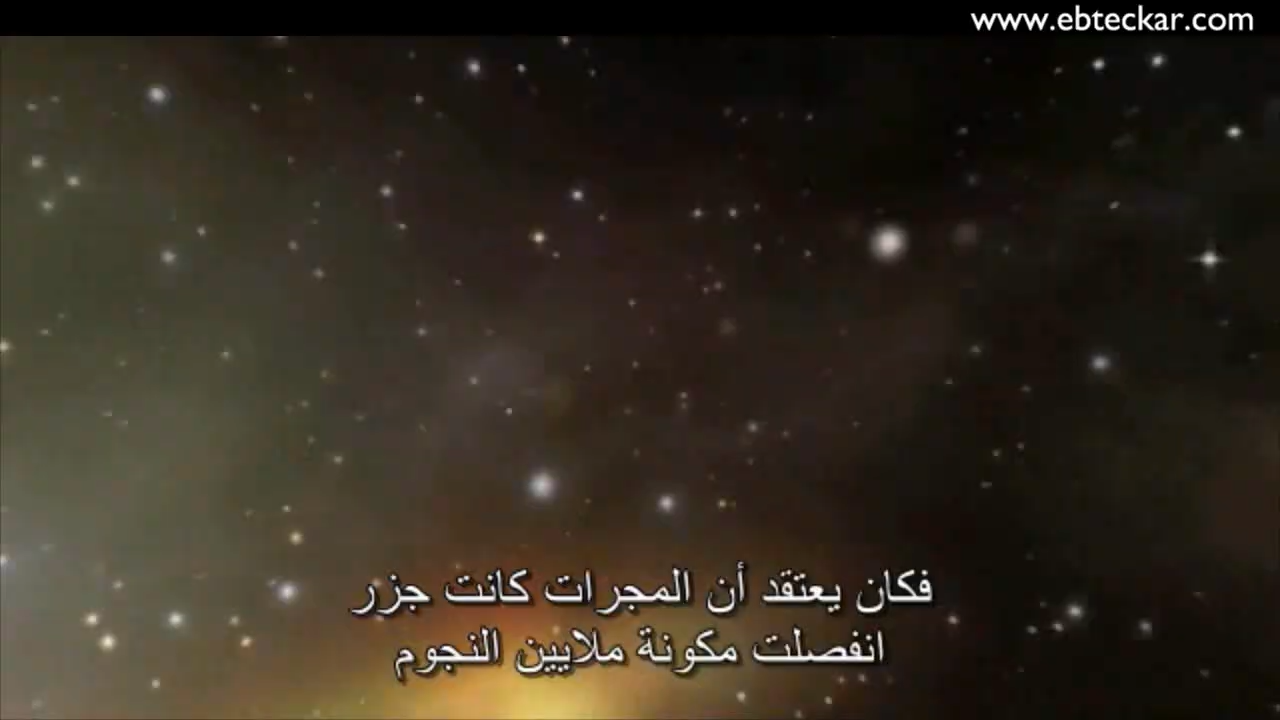 www.ebteckar.com
فكان يعتقد أن المجرات كانت جزر
انفصلت مكونة ملايين النجوم